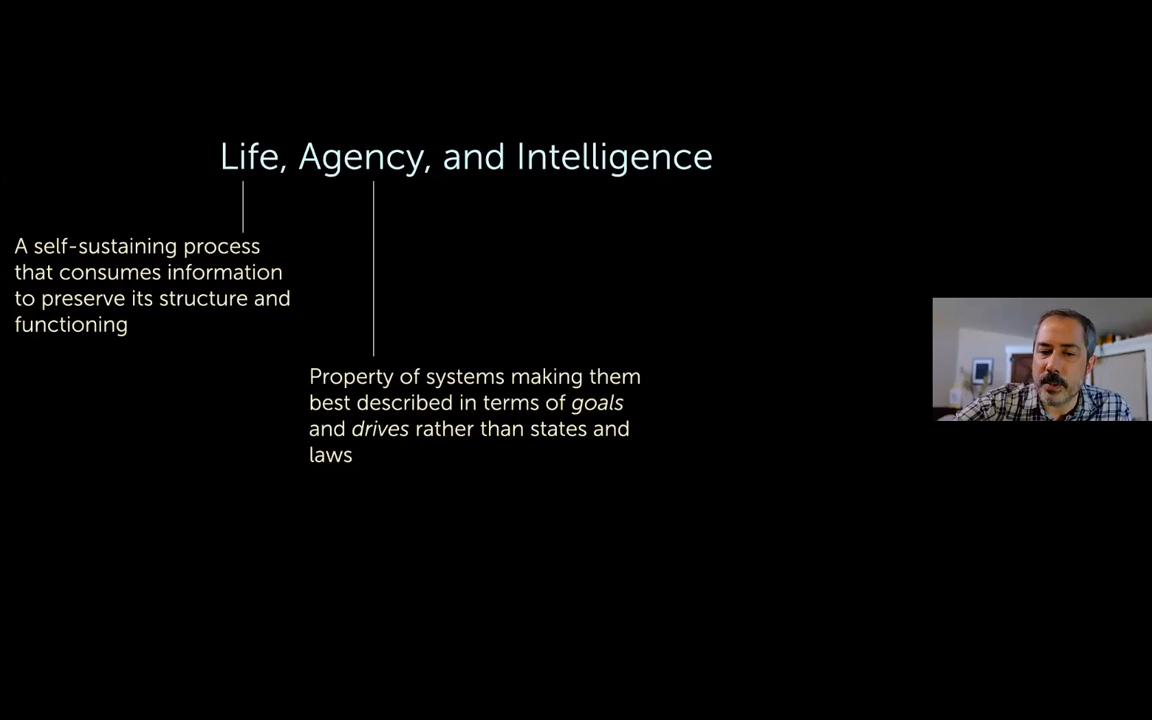 Life, Agency, and Intelligence
A self-sustaining process
that consumes information
to preserve its structure and
functioning
Property of systems making them
best described in terms of goals
and drives rather than states and
laws